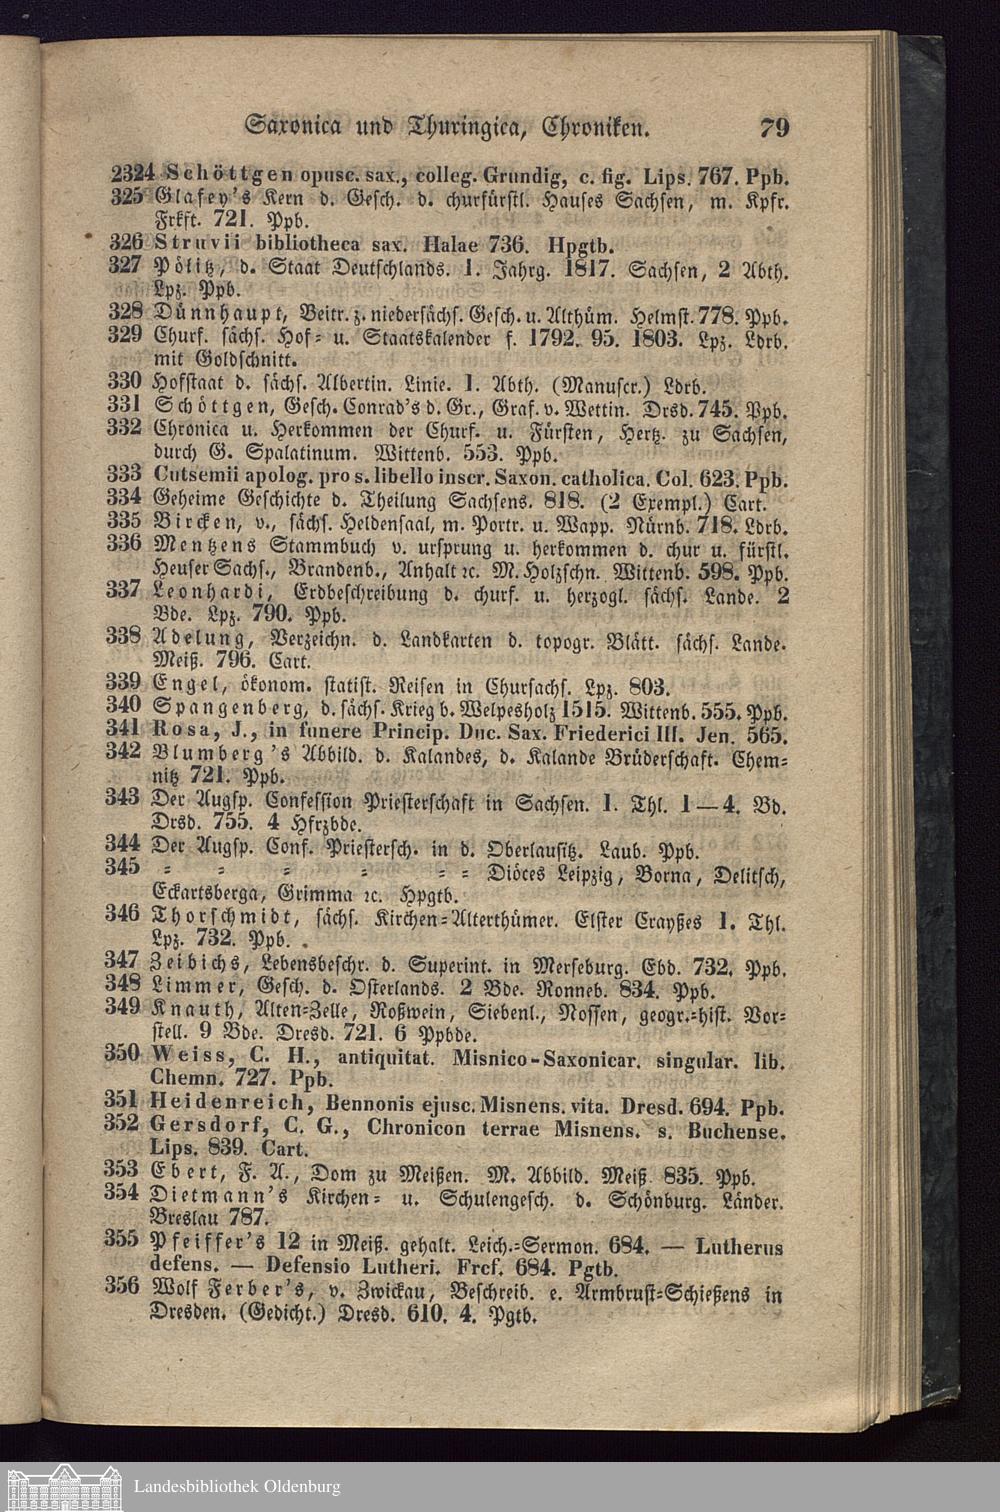 Saxonica und Thuringica, Chroniken. 79
2324 Schöttgen opusc. sax., colleg. Grundig, c. fig. Lips. 767. Ppb.
325 Glafey's Kern d. Gesch. d. churfürstl. Hauses Sachsen, m. Kpfr.
Frkft. 721. Ppb.
326 Struvii bibliotheca sax. Halae 736. Hpgtb.
327 Pölitz, d. Staat Deutschlands. 1. Jahrg. 1817. Sachsen, 2 Abth.
Lpz. Ppb.
328 Dünnhaupt, Beitr. z. niedersächs. Gesch. u. Althüm. Helmst. 778. Ppb.
329 Churf. sächs. Hof- u. Staatskalender f. 1792. 95. 1803. Lpz. Ldrb.
mit Goldschnitt.
330 Hofstaat d. sächs. Albertin. Linie. 1. Abth. (Manuscr.) Ldrb.
331 Schöttgen, Gesch. Conrad's d. Gr., Graf. v. Wettin. Drsd. 745. Ppb.
332 Chronica u. Herkommen der Churf. u. Fürsten, Hertz. zu Sachsen,
durch G. Spalatinum. Wittenb. 553. Ppb.
333 Cutsemii apolog. pro s. libello inscr. Saxon. catholica. Col. 623. Ppb.
334 Geheime Geschichte d. Theilung Sachsens. 818. (2 Exempl.) Cart.
335 Bircken, v., sächs. Heldensaal, m. Portr. u. Wapp. Nürnb. 718. Ldrb.
336 Mentzens Stammbuch v. ursprung u. herkommen d. chur u. fürstl.
Heuser Sachs., Brandenb., Anhalt ꝛc. M. Holzschn. Wittenb. 598. Ppb.
337 Leonhardi, Erdbeschreibung d. churf. u. herzogl. sächs. Lande. 2
Bde. Lpz. 790. Ppb.
338 Adelung, Verzeichn. d. Landkarten d. topogr. Blätt. sächs. Lande.
Meiß. 796. Cart.
339 Engel, ökonom. statist. Reisen in Chursachs. Lpz. 803.
340 Spangenberg, d. sächs. Krieg b. Welpesholz 1515. Wittenb. 555. Ppb.
341 Rosa, J., in funere Princip. Duc. Sax. Friederici III. Jen. 565.
342 Blumberg's Abbild. d. Kalandes, d. Kalande Brüderschaft. Chem-
nitz 721. Ppb.
343 Der Augsp. Confession Priesterschaft in Sachsen. 1. Thl. 1—4. Bd.
Drsd. 755. 4 Hfrzbde.
344 Der Augsp. Conf. Priestersch. in d. Oberlausitz. Laub. Ppb.
345 = = = = = = Diöces Leipzig, Borna, Delitsch,
Eckartsberga, Grimma ꝛc. Hpgtb.
346 Thorschmidt, sächs. Kirchen-Alterthümer. Elster Crayßes 1. Thl.
Lpz. 732. Ppb.
347 Zeibichs, Lebensbeschr. d. Superint. in Merseburg. Ebd. 732. Ppb.
348 Limmer, Gesch. d. Osterlands. 2 Bde. Ronneb. 834. Ppb.
349 Knauth, Alten-Zelle, Roßwein, Siebenl., Nossen, geogr.-hist. Vor-
stell. 9 Bde. Dresd. 721. 6 Ppbde.
350 Weiss, C. H., antiquitat. Misnico-Saxonicar. singular. lib.
Chemn. 727. Ppb.
351 Heidenreich, Bennonis ejusc. Misnens. vita. Dresd. 694. Ppb.
352 Gersdorf, C. G., Chronicon terrae Misnens. s. Buchense.
Lips. 839. Cart.
353 Ebert, F. A., Dom zu Meißen. M. Abbild. Meiß. 835. Ppb.
354 Dietmann's Kirchen- u. Schulengesch. d. Schönburg. Länder.
Breslau 787.
355 Pfeiffer's 12 in Meiß. gehalt. Leich.-Sermon. 684. — Lutherus
defens. — Defensio Lutheri. Frcf. 684. Pgtb.
356 Wolf Ferber's, v. Zwickau, Beschreib. e. Armbrust-Schießens in
Dresden. (Gedicht.) Dresd. 610. 4. Pgtb.
Landesbibliothek Oldenburg